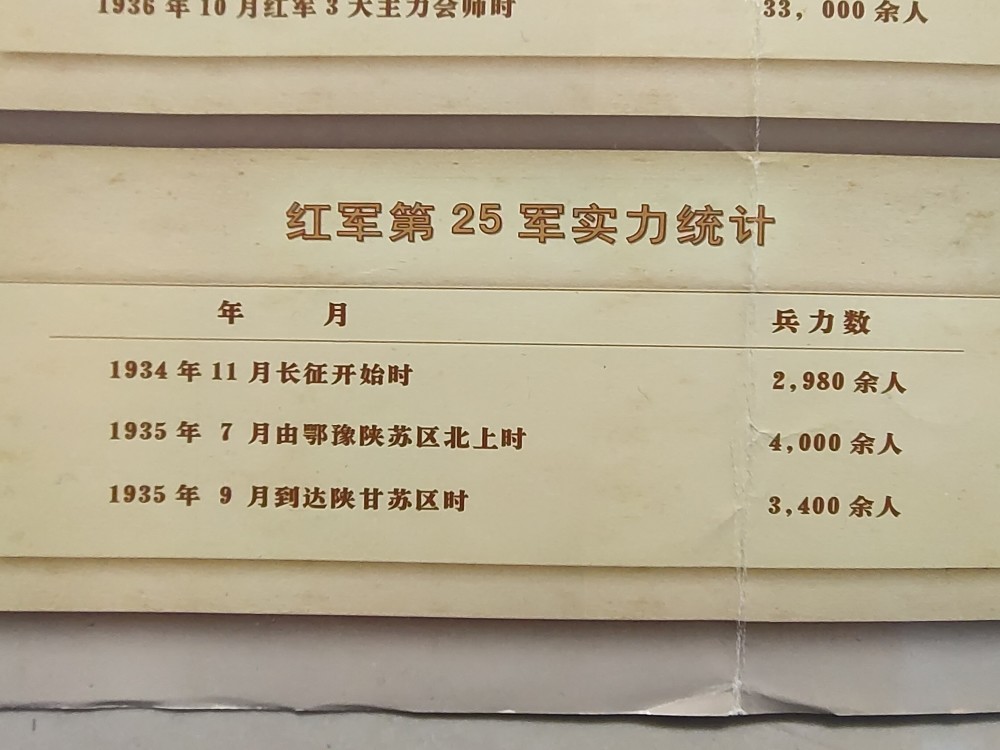 1936 年 10 月红军 3 大主力会师时 33，000 余人
红军第 25 军实力统计
年 月 兵力数
1934 年 11 月长征开始时 2,980 余人
1935 年 7 月由鄂豫陕苏区北上时 4,000 余人
1935 年 9 月到达陕甘苏区时 3,400 余人